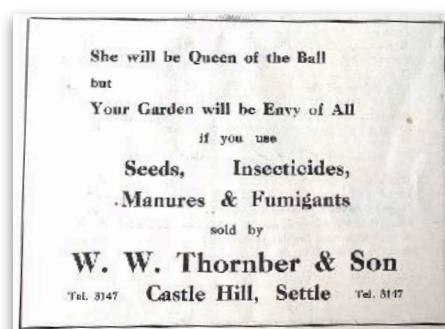 She will be Queen of the Ball
but
Your Garden will be Envy of All
if you use
Seeds, Insecticides,
Manures & Fumigants
sold by
W. W. Thornber & Son
Tel. 3147 Castle Hill, Settle Tel. 3147